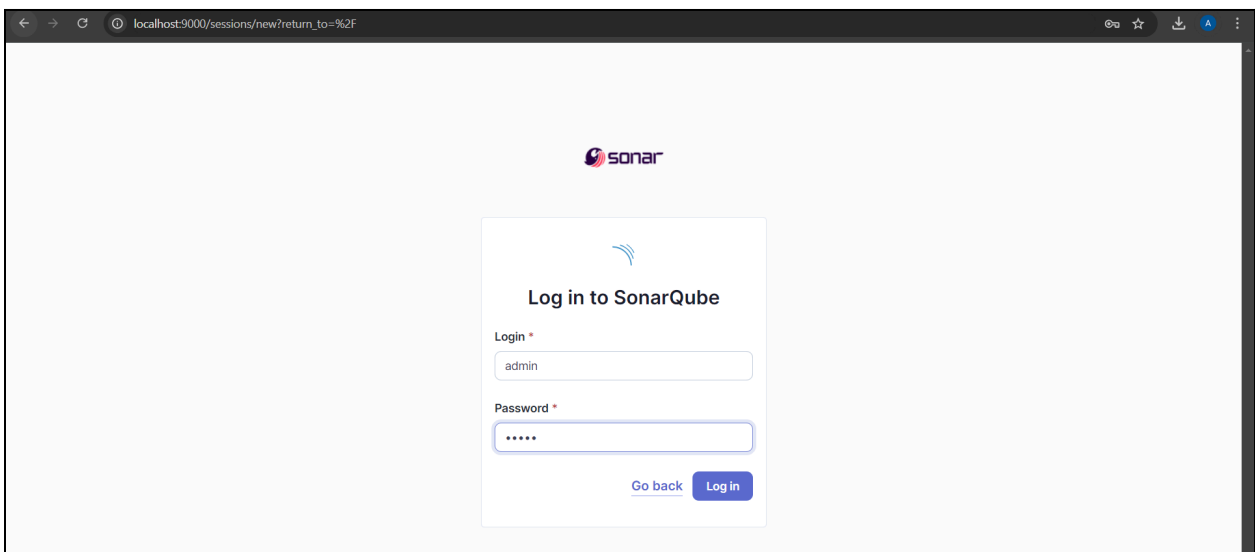 localhost:9000/sessions/new?return_to=%2F
A
sonar
Log in to SonarQube
Login *
admin
Password *
•••••
Go back Log in